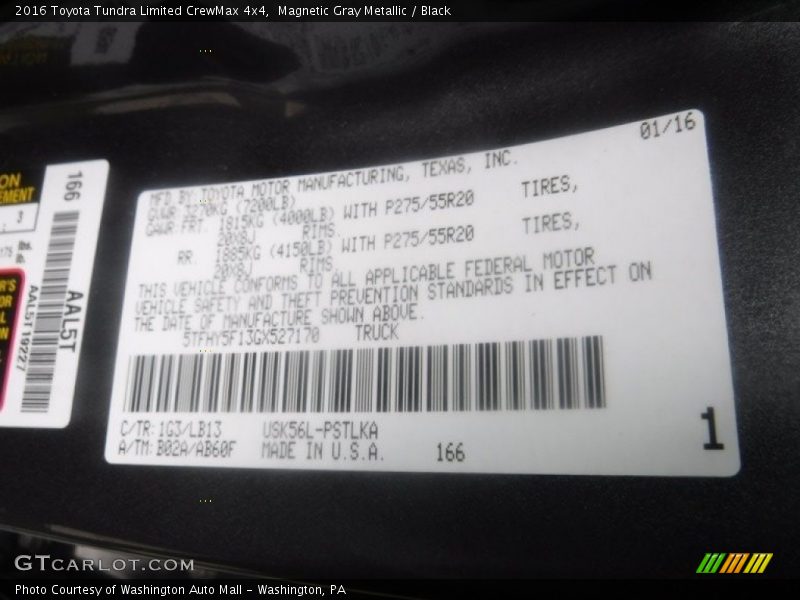 2016 Toyota Tundra Limited CrewMax 4x4,  Magnetic Gray Metallic / Black
01/16
MFD BY: TOYOTA MOTOR MANUFACTURING, TEXAS, INC.
GVWR 3270KG (7200LB)
GAWR FRT. 1815KG (4000LB) WITH P275/55R20 TIRES,
20X8J RIMS
RR 1885KG (4150LB) WITH P275/55R20 TIRES,
20X8J RIMS
THIS VEHICLE CONFORMS TO ALL APPLICABLE FEDERAL MOTOR
VEHICLE SAFETY AND THEFT PREVENTION STANDARDS IN EFFECT ON
THE DATE OF MANUFACTURE SHOWN ABOVE.
5TFHY5F13GX527170 TRUCK
C/TR: 1G3/LB13 USK56L-PSTLKA
A/TM: B02A/AB60F MADE IN U.S.A. 166
1
166
AAL5T
AAL5T19227
GTCARLOT.COM
Photo Courtesy of Washington Auto Mall - Washington, PA